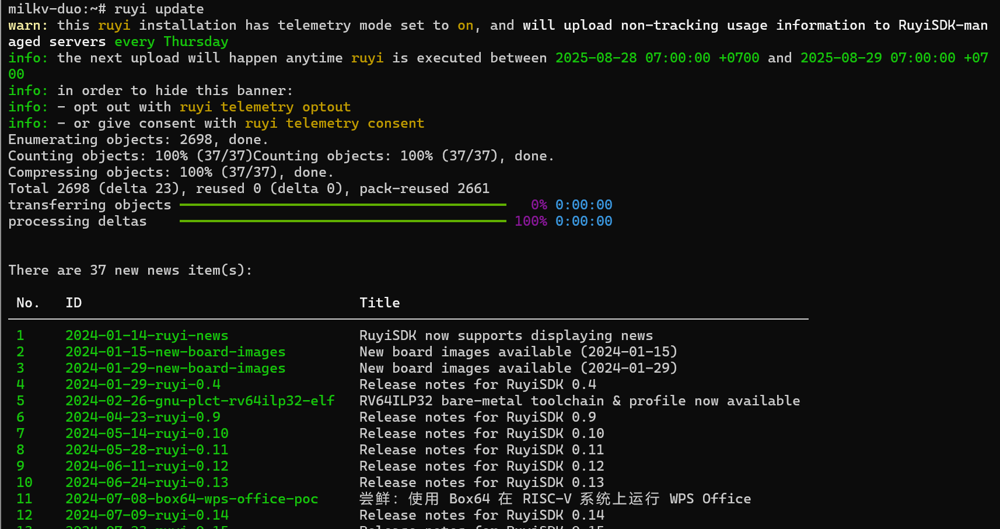 milkv-duo:~# ruyi update
warn: this ruyi installation has telemetry mode set to on, and will upload non-tracking usage information to RuyiSDK-man
aged servers every Thursday
info: the next upload will happen anytime ruyi is executed between 2025-08-28 07:00:00 +0700 and 2025-08-29 07:00:00 +07
00
info: in order to hide this banner:
info: - opt out with ruyi telemetry optout
info: - or give consent with ruyi telemetry consent
Enumerating objects: 2698, done.
Counting objects: 100% (37/37)Counting objects: 100% (37/37), done.
Compressing objects: 100% (37/37), done.
Total 2698 (delta 23), reused 0 (delta 0), pack-reused 2661
transferring objects 0% 0:00:00
processing deltas 100% 0:00:00
There are 37 new news item(s):
No. ID Title
1 2024-01-14-ruyi-news RuyiSDK now supports displaying news
2 2024-01-15-new-board-images New board images available (2024-01-15)
3 2024-01-29-new-board-images New board images available (2024-01-29)
4 2024-01-29-ruyi-0.4 Release notes for RuyiSDK 0.4
5 2024-02-26-gnu-plct-rv64ilp32-elf RV64ILP32 bare-metal toolchain & profile now available
6 2024-04-23-ruyi-0.9 Release notes for RuyiSDK 0.9
7 2024-05-14-ruyi-0.10 Release notes for RuyiSDK 0.10
8 2024-05-28-ruyi-0.11 Release notes for RuyiSDK 0.11
9 2024-06-11-ruyi-0.12 Release notes for RuyiSDK 0.12
10 2024-06-24-ruyi-0.13 Release notes for RuyiSDK 0.13
11 2024-07-08-box64-wps-office-poc 尝鲜：使用 Box64 在 RISC-V 系统上运行 WPS Office
12 2024-07-09-ruyi-0.14 Release notes for RuyiSDK 0.14
13 2024-07-23-ruyi-0.15 Release notes for RuyiSDK 0.15